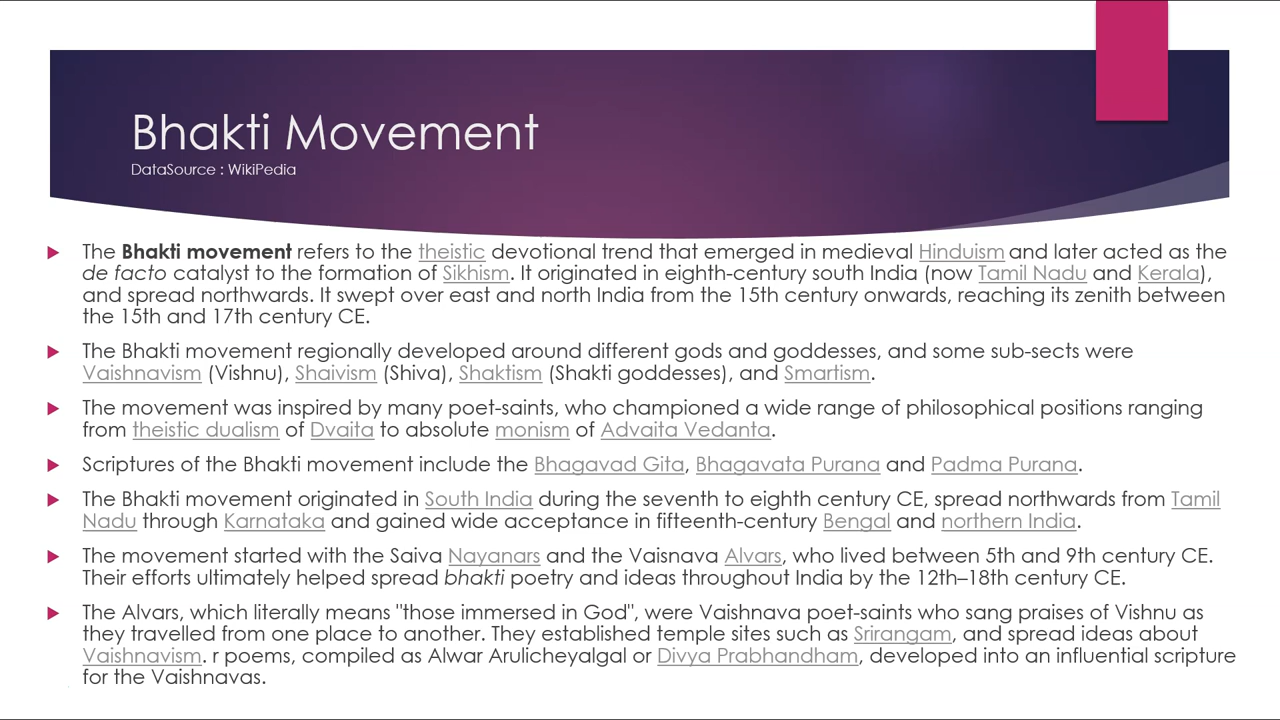 Bhakti Movement
DataSource : WikiPedia
The Bhakti movement refers to the theistic devotional trend that emerged in medieval Hinduism and later acted as the
de facto catalyst to the formation of Sikhism. It originated in eighth-century south India (now Tamil Nadu and Kerala),
and spread northwards. It swept over east and north India from the 15th century onwards, reaching its zenith between
the 15th and 17th century CE.
The Bhakti movement regionally developed around different gods and goddesses, and some sub-sects were
Vaishnavism (Vishnu), Shaivism (Shiva), Shaktism (Shakti goddesses), and Smartism.
The movement was inspired by many poet-saints, who championed a wide range of philosophical positions ranging
from theistic dualism of Dvaita to absolute monism of Advaita Vedanta.
Scriptures of the Bhakti movement include the Bhagavad Gita, Bhagavata Purana and Padma Purana.
The Bhakti movement originated in South India during the seventh to eighth century CE, spread northwards from Tamil
Nadu through Karnataka and gained wide acceptance in fifteenth-century Bengal and northern India.
The movement started with the Saiva Nayanars and the Vaisnava Alvars, who lived between 5th and 9th century CE.
Their efforts ultimately helped spread bhakti poetry and ideas throughout India by the 12th–18th century CE.
The Alvars, which literally means "those immersed in God", were Vaishnava poet-saints who sang praises of Vishnu as
they travelled from one place to another. They established temple sites such as Srirangam, and spread ideas about
Vaishnavism. r poems, compiled as Alwar Arulicheyalgal or Divya Prabhandham, developed into an influential scripture
for the Vaishnavas.